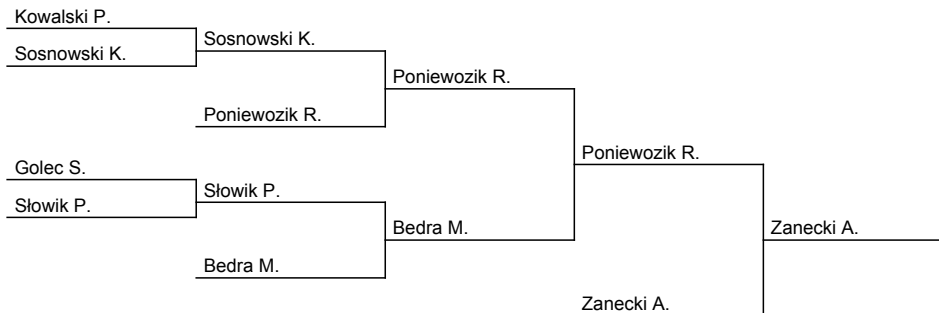 Kowalski P.
Sosnowski K.
Sosnowski K.
Poniewozik R.
Poniewozik R.
Poniewozik R.
Golec S.
Słowik P.
Słowik P.
Bedra M.
Zanecki A.
Bedra M.
Zanecki A.